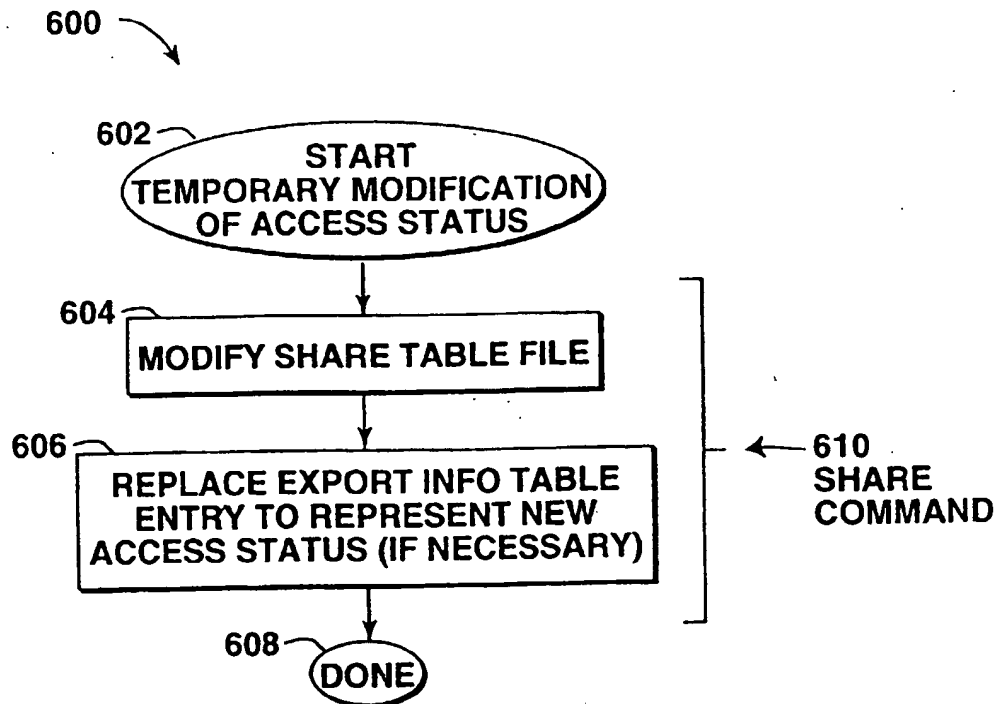 600
602
START
TEMPORARY MODIFICATION
OF ACCESS STATUS
604
MODIFY SHARE TABLE FILE
606
REPLACE EXPORT INFO TABLE
ENTRY TO REPRESENT NEW
ACCESS STATUS (IF NECESSARY)
610
SHARE
COMMAND
608
DONE